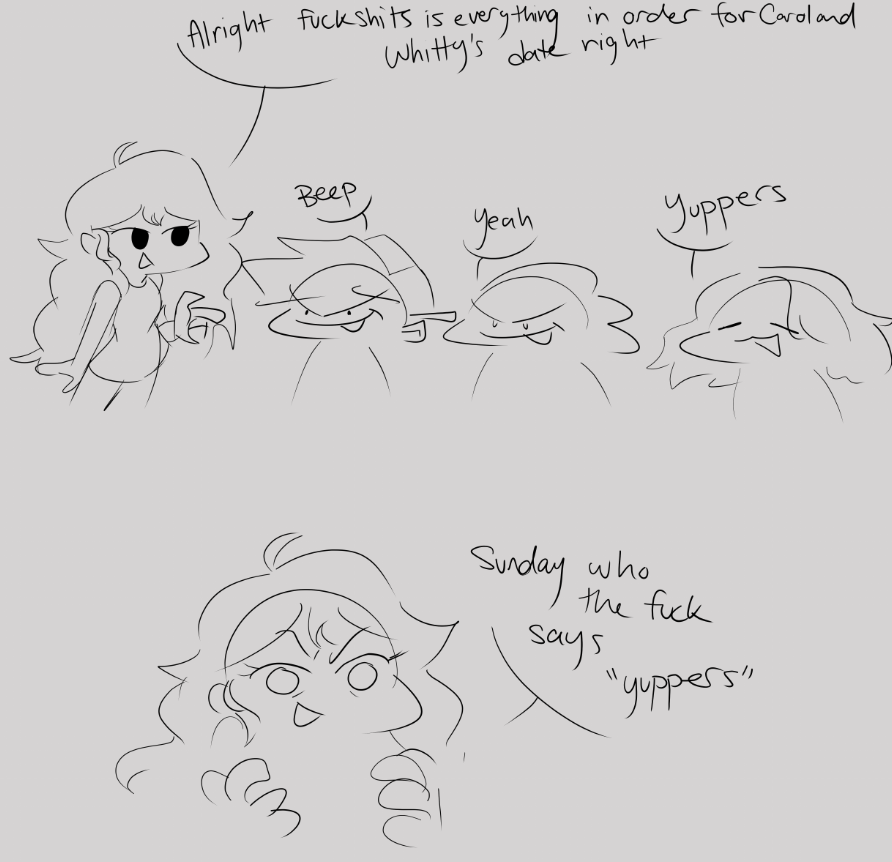 Alright fuckshits is everything in order for Carol and
Whitty's date right
Beep
Yeah
Yuppers
Sunday who
the fuck
says
"yuppers"